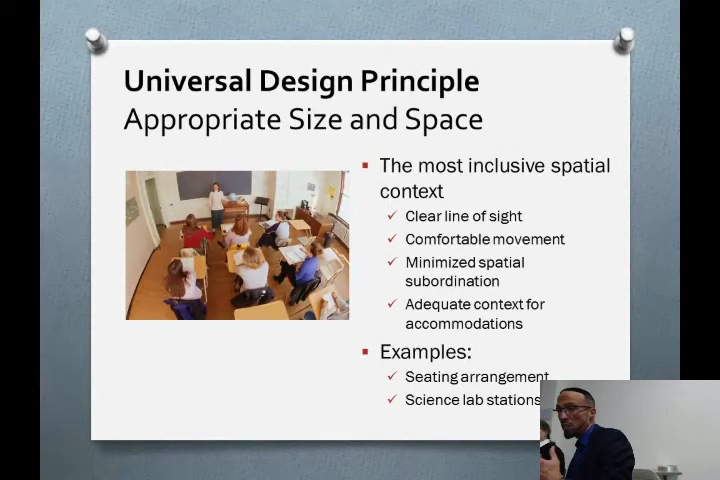 Universal Design Principle
Appropriate Size and Space
The most inclusive spatial
context
Clear line of sight
Comfortable movement
Minimized spatial
subordination
Adequate context for
accommodations
Examples:
Seating arrangement
Science lab stations